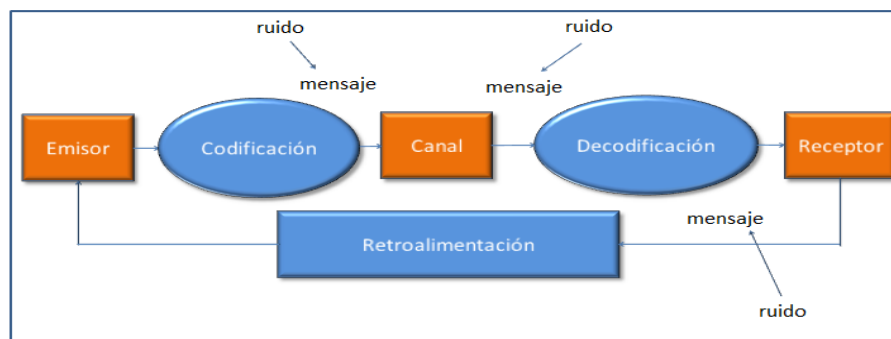 ruido
ruido
mensaje
mensaje
Emisor
Codificación
Canal
Decodificación
Receptor
mensaje
Retroalimentación
ruido